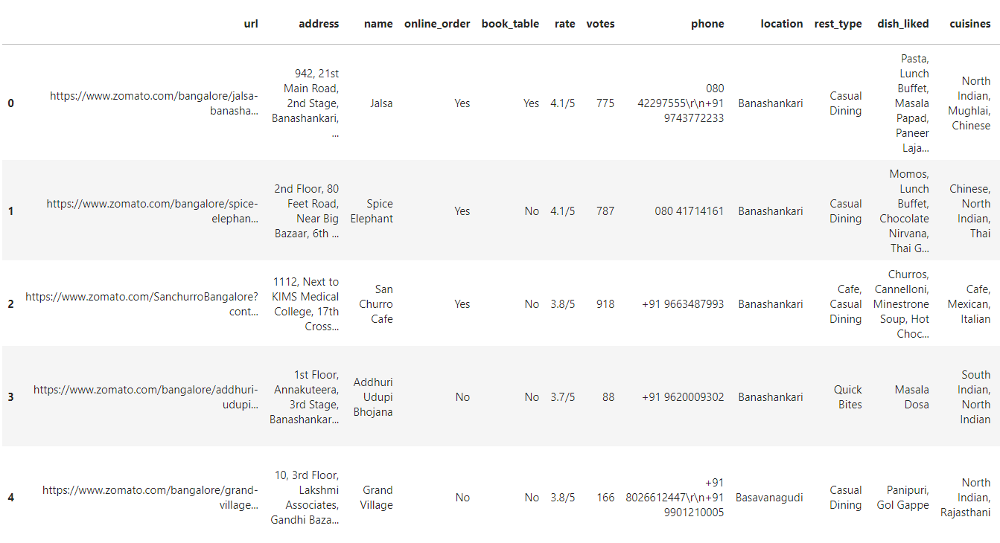 url address name online_order book_table rate votes phone location rest_type dish_liked cuisines
0 https://www.zomato.com/bangalore/jalsa-banasha... 942, 21st Main Road, 2nd Stage, Banashankari, ... Jalsa Yes Yes 4.1/5 775 080 42297555\r\n+91 9743772233 Banashankari Casual Dining Pasta, Lunch Buffet, Masala Papad, Paneer Laja... North Indian, Mughlai, Chinese
1 https://www.zomato.com/bangalore/spice-elephan... 2nd Floor, 80 Feet Road, Near Big Bazaar, 6th ... Spice Elephant Yes No 4.1/5 787 080 41714161 Banashankari Casual Dining Momos, Lunch Buffet, Chocolate Nirvana, Thai G... Chinese, North Indian, Thai
2 https://www.zomato.com/SanchurroBangalore?cont... 1112, Next to KIMS Medical College, 17th Cross... San Churro Cafe Yes No 3.8/5 918 +91 9663487993 Banashankari Cafe, Casual Dining Churros, Cannelloni, Minestrone Soup, Hot Choc... Cafe, Mexican, Italian
3 https://www.zomato.com/bangalore/addhuri-udupi... 1st Floor, Annakuteera, 3rd Stage, Banashankar... Addhuri Udupi Bhojana No No 3.7/5 88 +91 9620009302 Banashankari Quick Bites Masala Dosa South Indian, North Indian
4 https://www.zomato.com/bangalore/grand-village... 10, 3rd Floor, Lakshmi Associates, Gandhi Baza... Grand Village No No 3.8/5 166 +91 8026612447\r\n+91 9901210005 Basavanagudi Casual Dining Panipuri, Gol Gappe North Indian, Rajasthani